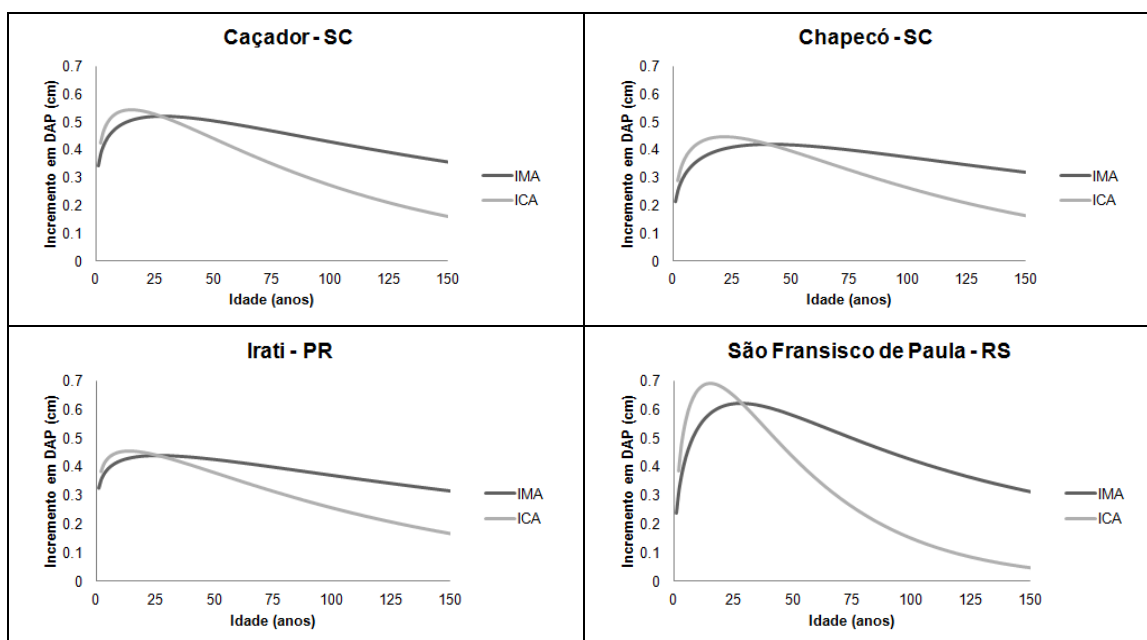 Caçador - SC
Incremento em DAP (cm)
0.7
0.6
0.5
0.4
0.3
0.2
0.1
0
0 25 50 75 100 125 150
Idade (anos)
IMA
ICA
Chapecó - SC
Incremento em DAP (cm)
0.7
0.6
0.5
0.4
0.3
0.2
0.1
0
0 25 50 75 100 125 150
Idade (anos)
IMA
ICA
Irati - PR
Incremento em DAP (cm)
0.7
0.6
0.5
0.4
0.3
0.2
0.1
0
0 25 50 75 100 125 150
Idade (anos)
IMA
ICA
São Fransisco de Paula - RS
Incremento em DAP (cm)
0.7
0.6
0.5
0.4
0.3
0.2
0.1
0
0 25 50 75 100 125 150
Idade (anos)
IMA
ICA